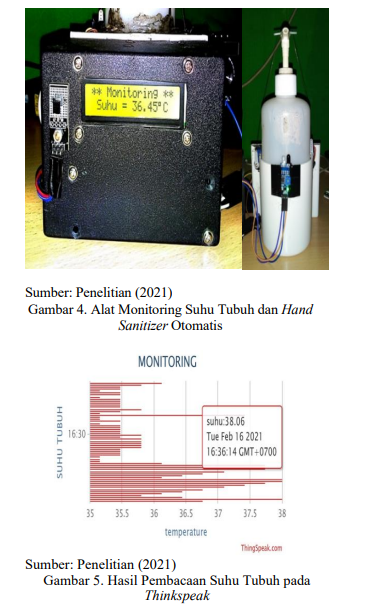 ** Monitoring **
Suhu = 36.45°C
Sumber: Penelitian (2021)
Gambar 4. Alat Monitoring Suhu Tubuh dan Hand
Sanitizer Otomatis
MONITORING
SUHU TUBUH
16:30
suhu:38.06
Tue Feb 16 2021
16:36:14 GMT+0700
35 35.5 36 36.5 37 37.5 38
temperature
ThingSpeak.com
Sumber: Penelitian (2021)
Gambar 5. Hasil Pembacaan Suhu Tubuh pada
Thinkspeak